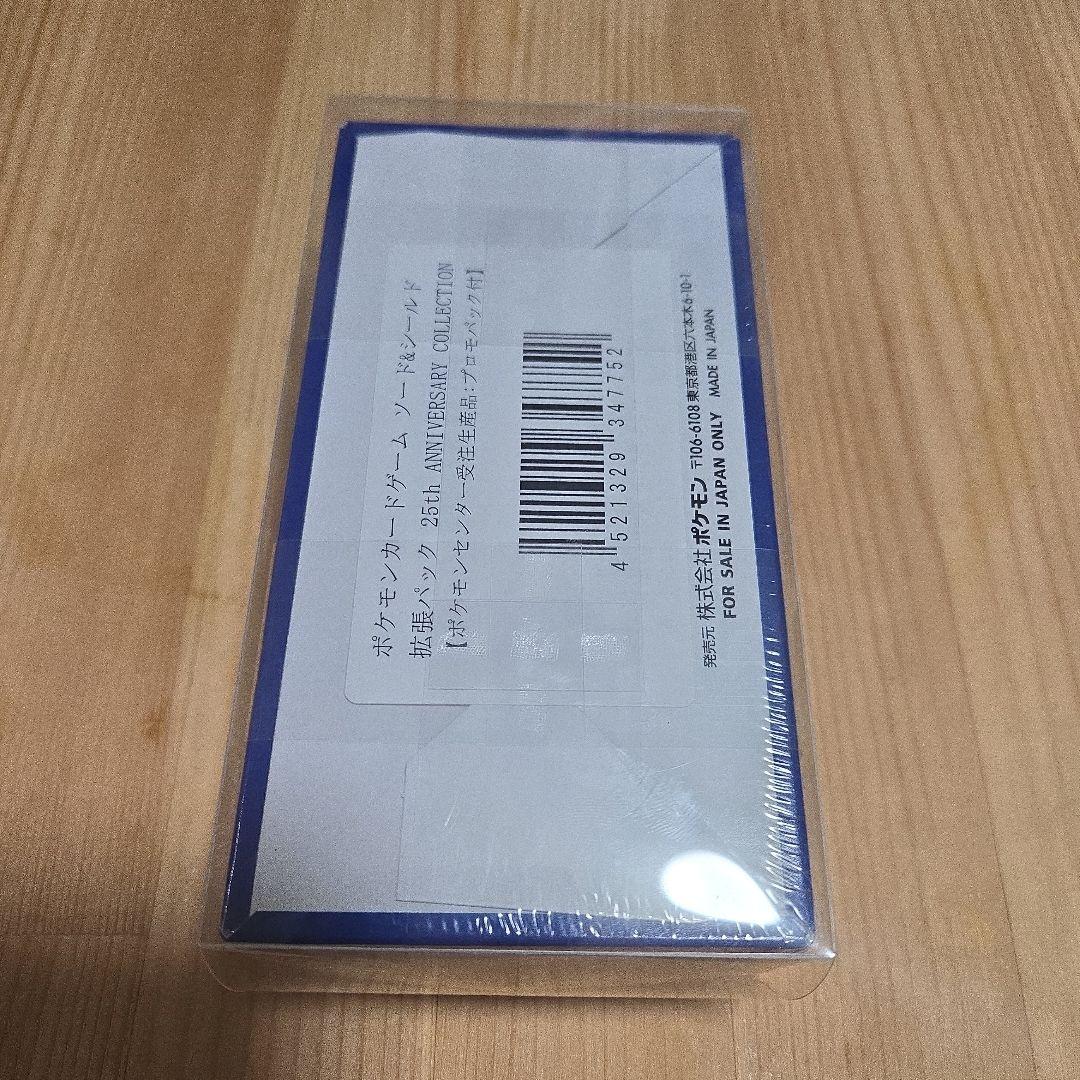 ポケモンカードゲーム ソード&シールド
拡張パック 25th ANNIVERSARY COLLECTION
【ポケモンセンター受注生産品:プロモパック付】
4 521329 347752
発売元 株式会社ポケモン 〒106-6108 東京都港区六本木6-10-1
FOR SALE IN JAPAN ONLY MADE IN JAPAN